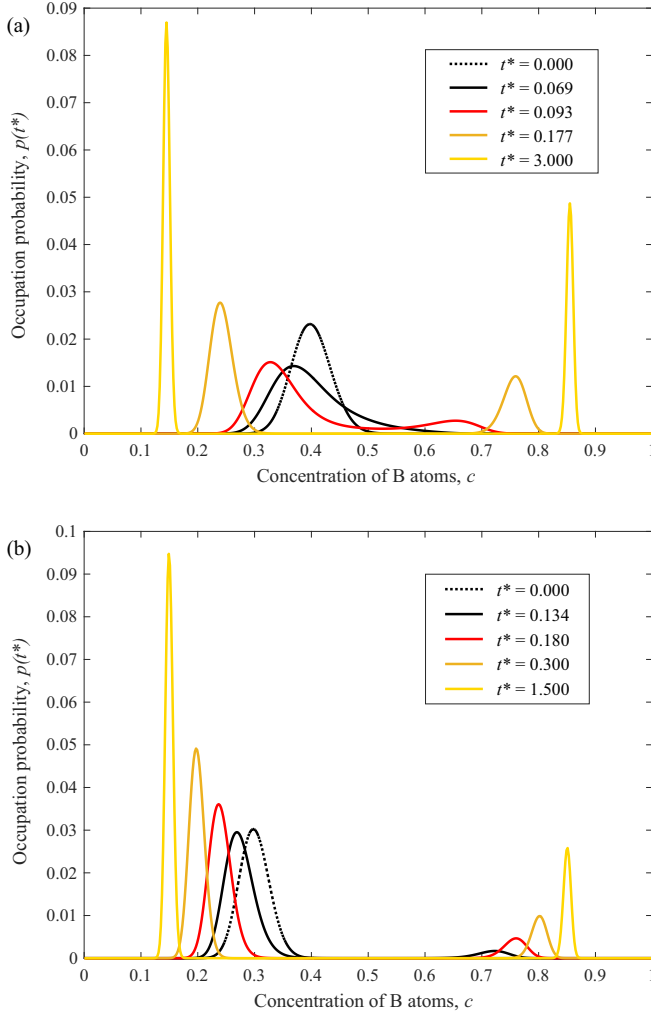 (a)
0.09
0.08
0.07
0.06
0.05
0.04
0.03
0.02
0.01
0
Occupation probability, p(t*)
t* = 0.000
t* = 0.069
t* = 0.093
t* = 0.177
t* = 3.000
0 0.1 0.2 0.3 0.4 0.5 0.6 0.7 0.8 0.9 1
Concentration of B atoms, c
(b)
0.1
0.09
0.08
0.07
0.06
0.05
0.04
0.03
0.02
0.01
0
Occupation probability, p(t*)
t* = 0.000
t* = 0.134
t* = 0.180
t* = 0.300
t* = 1.500
0 0.1 0.2 0.3 0.4 0.5 0.6 0.7 0.8 0.9 1
Concentration of B atoms, c